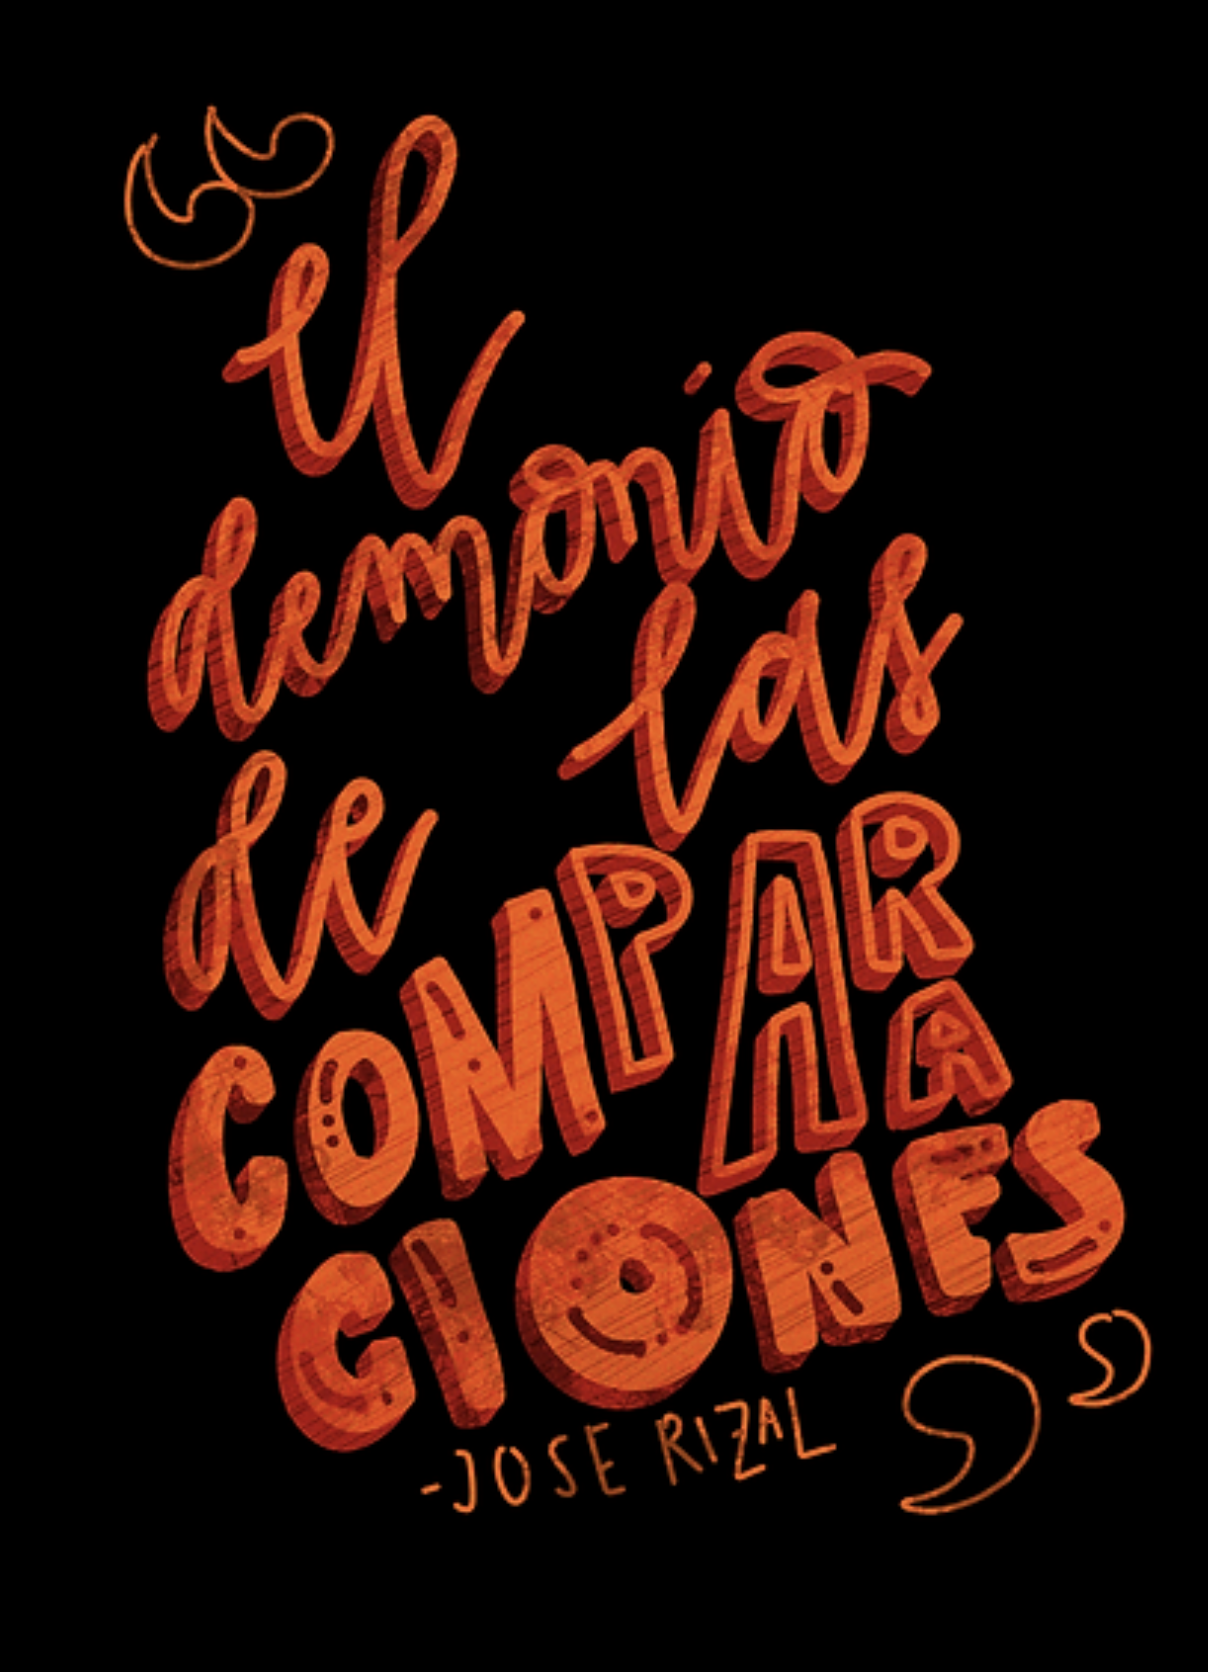 “el
demonio
de las
COMPARA
CIONES
-JOSE RIZAL”